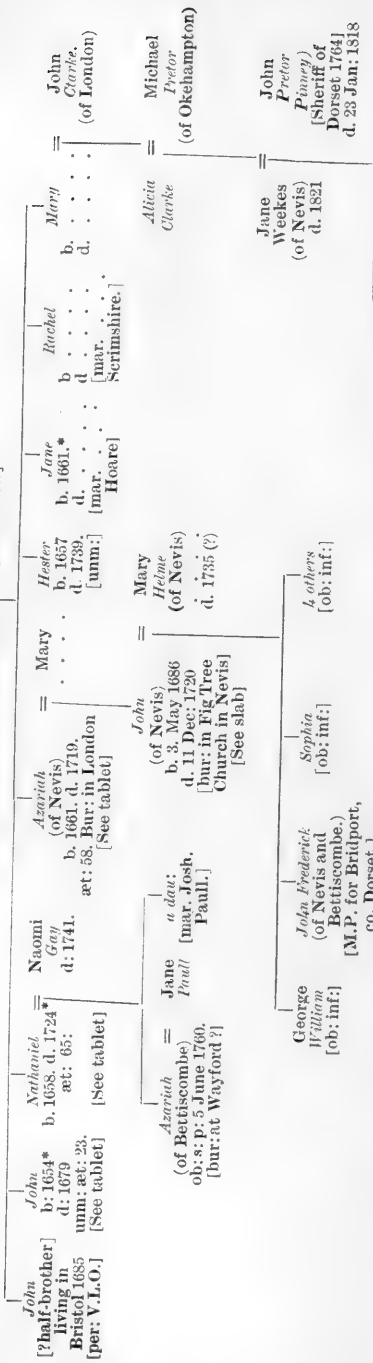 John
[?half-brother]
living in
Bristol 1685
[per: V.L.O.]
John
b: 1654*
d: 1679
unm: æt: 23.
[See tablet]
Nathaniel
b. 1658. d. 1724*
æt: 65:
[See tablet]
=
Naomi
Gay
d: 1741.
Azariah
(of Nevis)
b. 1661. d. 1719.
æt: 58. Bur: in London
[See tablet]
=
Mary
. . . . .
Hester
b. 1657
d. 1739.
[unm:]
Jane
b. 1661.*
d. . . . .
[mar. . . .
Hoare]
Rachel
b . . . . .
d . . . . .
[mar. . . .
Scrimshire.]
Mary
b. . . . . .
d. . . . . .
=
John
Clarke.
(of London)
Azariah
(of Bettiscombe)
ob: s: p: 5 June 1760.
[bur: at Wayford ?]
=
Jane
Paull
a dau:
[mar. Josh.
Paull.]
John
(of Nevis)
b. 3. May 1686
d. 11 Dec: 1720
[bur: in Fig Tree
Church in Nevis]
[See slab]
=
Mary
Helme
(of Nevis)
d. 1735 (?)
Alicia
Clarke
=
Michael
Pretor
(of Okehampton)
George
William
[ob: inf:]
John Frederick
(of Nevis and
Bettiscombe.)
[M.P. for Bridport,
co. Dorset.]
Sophia
[ob: inf:]
4 others
[ob: inf:]
Jane
Weekes
(of Nevis)
d. 1821
=
John
Pretor
Pinney)
[Sheriff of
Dorset 1764]
d. 23 Jan: 1818